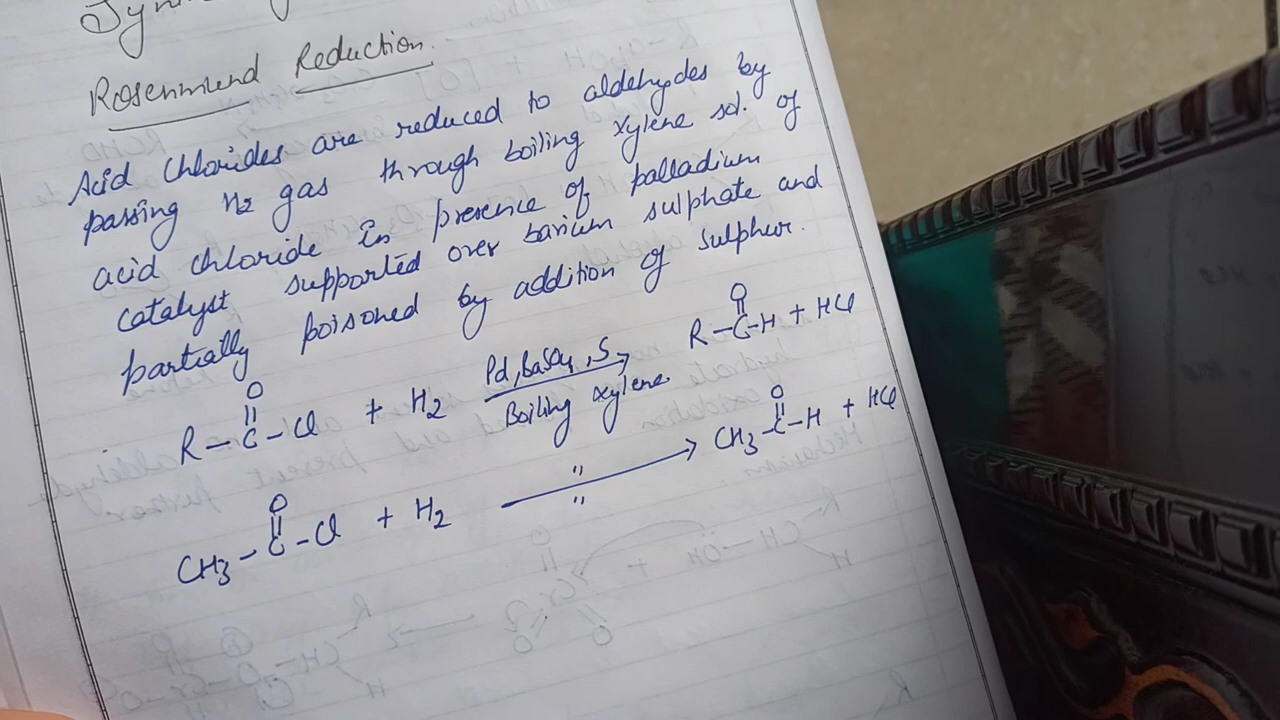 Rosenmund Reduction.
Acid Chlorides are reduced to aldehydes by
passing H2 gas through boiling xylene sol. of
acid chloride in presence of palladium
catalyst supported over barium sulphate and
partially poisoned by addition of sulphur.
O
R-C-Cl + H2 Pd,BaSO4,S Boiling xylene R-C-H + HCl
O
CH3-C-Cl + H2 " " CH3-C-H + HCl